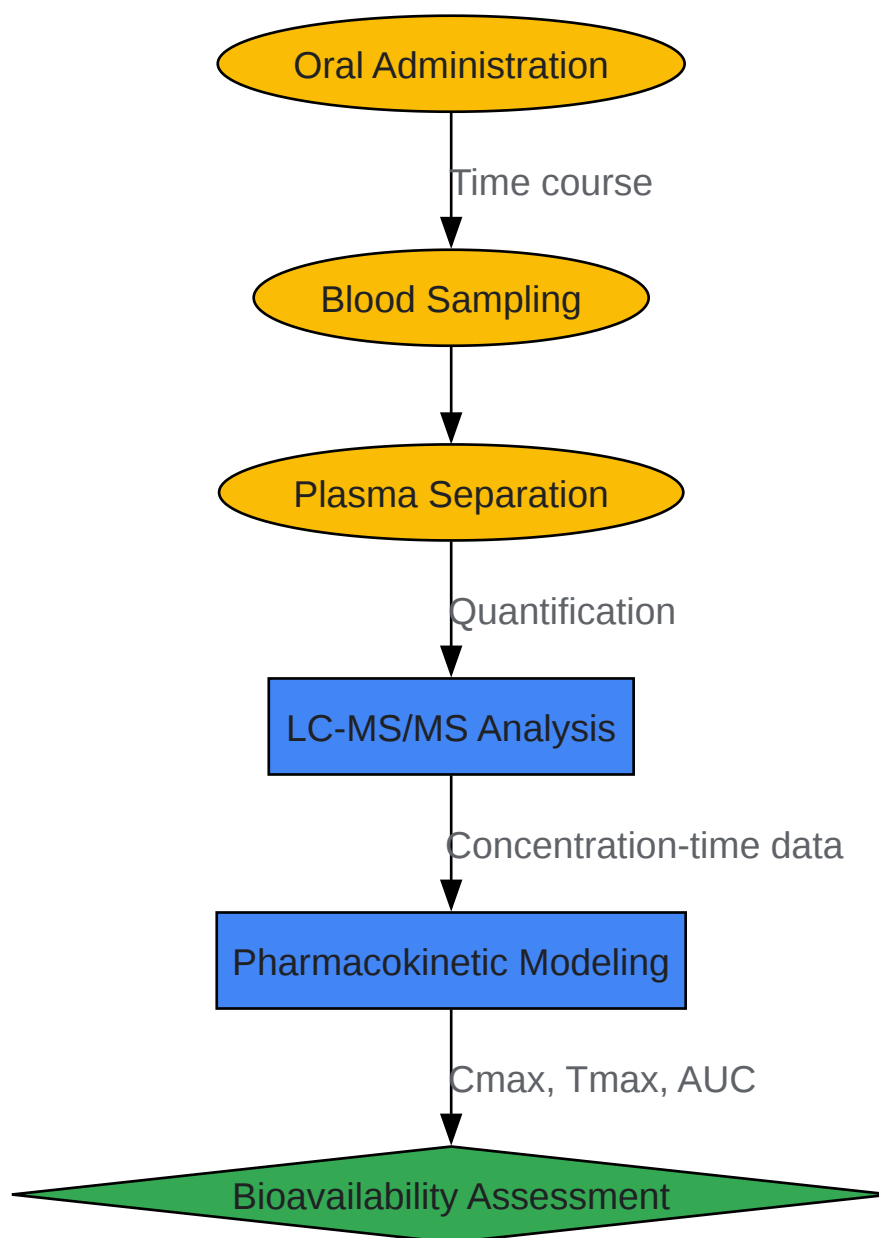 Oral Administration
Time course
Blood Sampling
Plasma Separation
Quantification
LC-MS/MS Analysis
Concentration-time data
Pharmacokinetic Modeling
Cmax, Tmax, AUC
Bioavailability Assessment